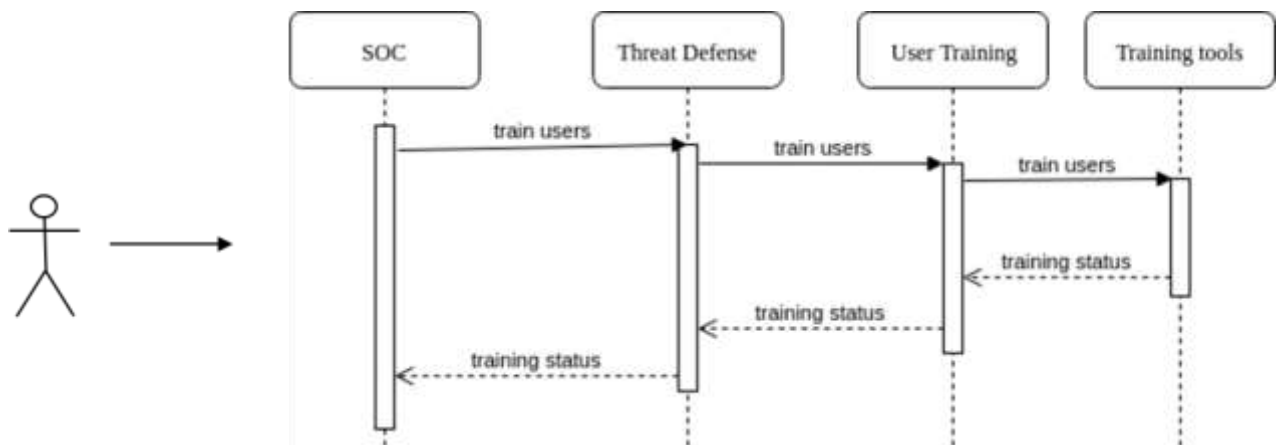 SOC
Threat Defense
User Training
Training tools
train users
train users
train users
training status
training status
training status